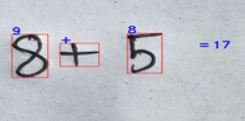 9 + 8 = 17
8 + 5